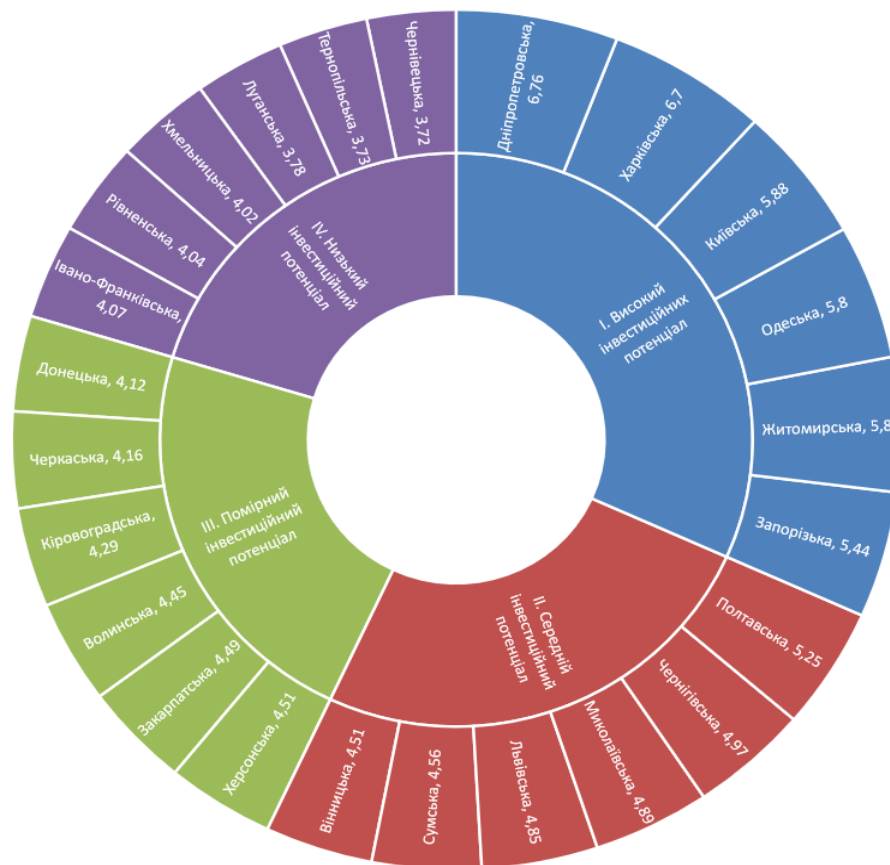 Дніпропетровська,
6,76
Харківська, 6,7
Київська, 5,88
Одеська, 5,8
Житомирська, 5,8
Запорізька, 5,44
Полтавська, 5,25
Чернігівська, 4,97
Миколаївська, 4,89
Львівська, 4,85
Сумська, 4,56
Вінницька, 4,51
Херсонська, 4,51
Закарпатська, 4,49
Волинська, 4,45
Кіровоградська,
4,29
Черкаська, 4,16
Донецька, 4,12
Івано-Франківська,
4,07
Рівненська, 4,04
Хмельницька, 4,02
Луганська, 3,78
Тернопільська, 3,73
Чернівецька, 3,72
І. Високий
інвестиційних
потенціал
ІІ. Середній
інвестиційний
потенціал
ІІІ. Помірний
інвестиційний
потенціал
IV. Низький
інвестиційний
потенціал